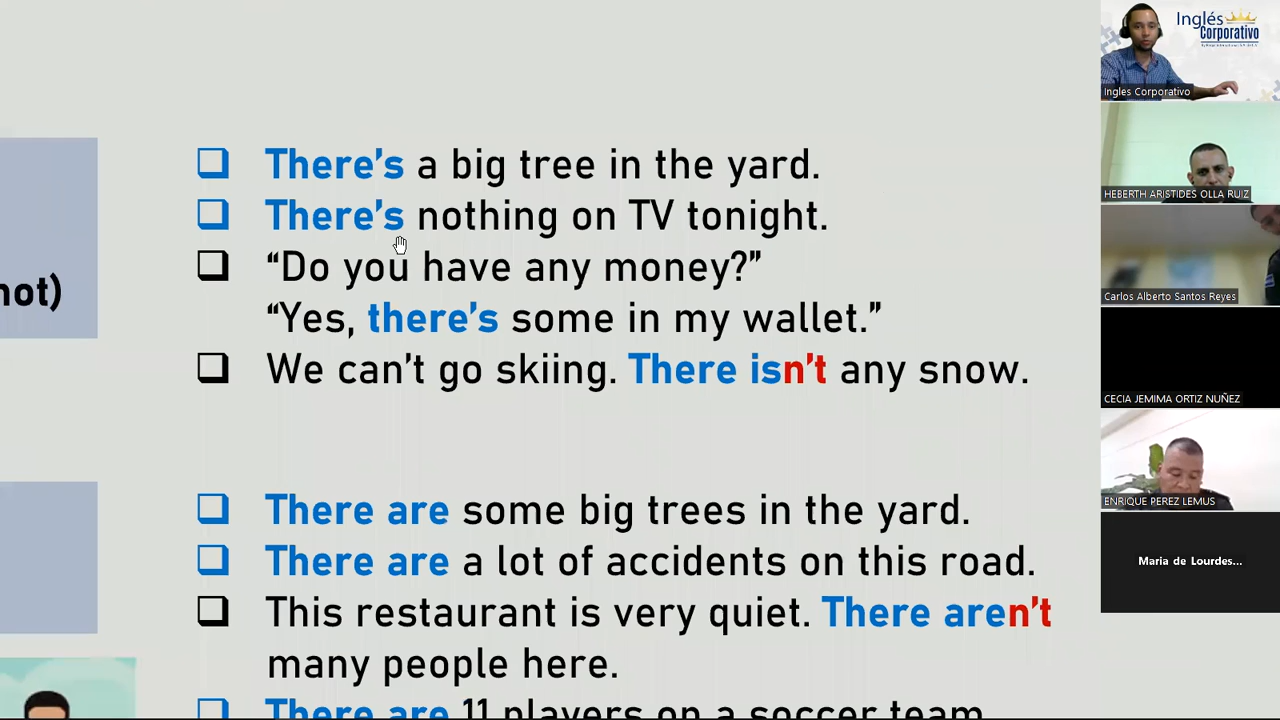 There's a big tree in the yard.
There's nothing on TV tonight.
not)
“Do you have any money?”
“Yes, there's some in my wallet.”
We can't go skiing. There isn't any snow.
There are some big trees in the yard.
There are a lot of accidents on this road.
This restaurant is very quiet. There aren't
many people here.
There are 11 players on a soccer team
Inglés
Corporativo
Ingles Corporativo
HEBERTH ARISTIDES OLLA RUIZ
Carlos Alberto Santos Reyes
CECIA JEMIMA ORTIZ NUÑEZ
ENRIQUE PEREZ LEMUS
Maria de Lourdes...